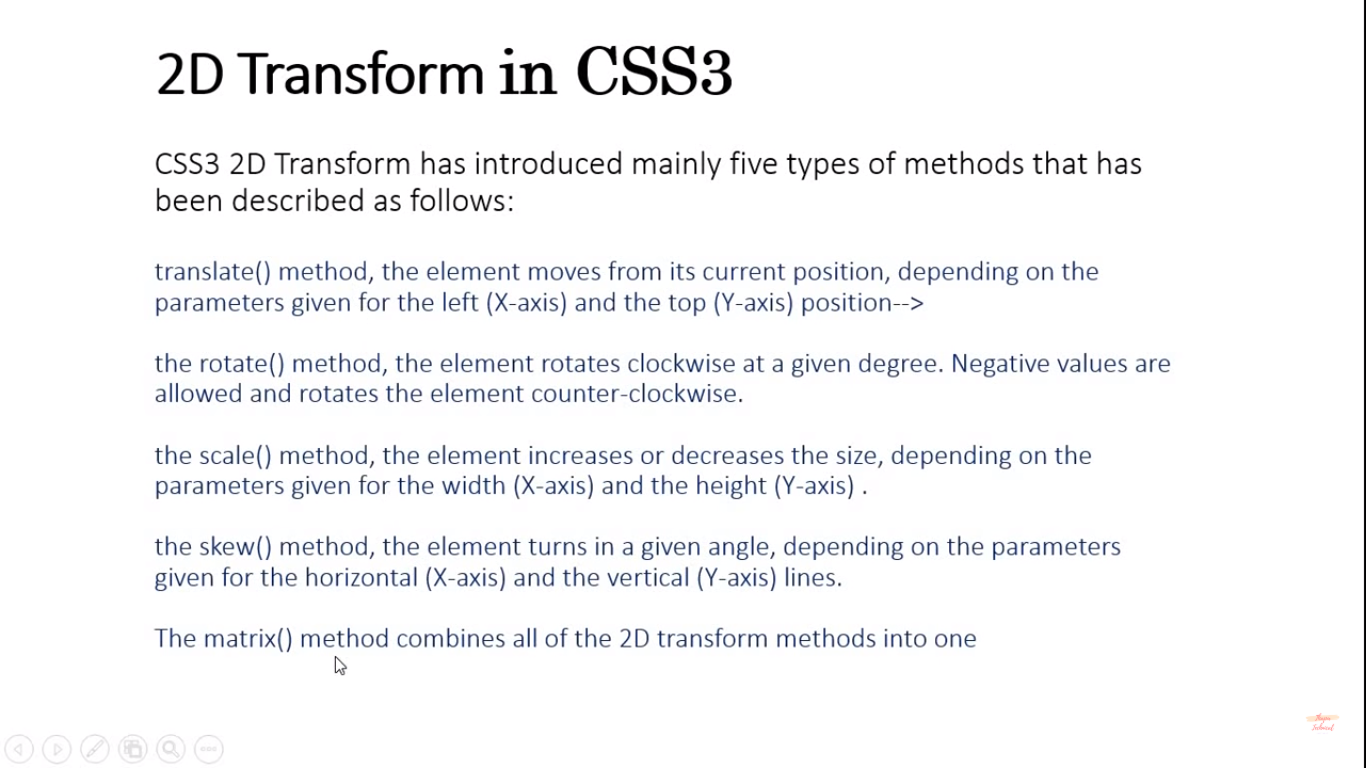 2D Transform in CSS3
CSS3 2D Transform has introduced mainly five types of methods that has
been described as follows:
translate() method, the element moves from its current position, depending on the
parameters given for the left (X-axis) and the top (Y-axis) position-->
the rotate() method, the element rotates clockwise at a given degree. Negative values are
allowed and rotates the element counter-clockwise.
the scale() method, the element increases or decreases the size, depending on the
parameters given for the width (X-axis) and the height (Y-axis) .
the skew() method, the element turns in a given angle, depending on the parameters
given for the horizontal (X-axis) and the vertical (Y-axis) lines.
The matrix() method combines all of the 2D transform methods into one
Technical